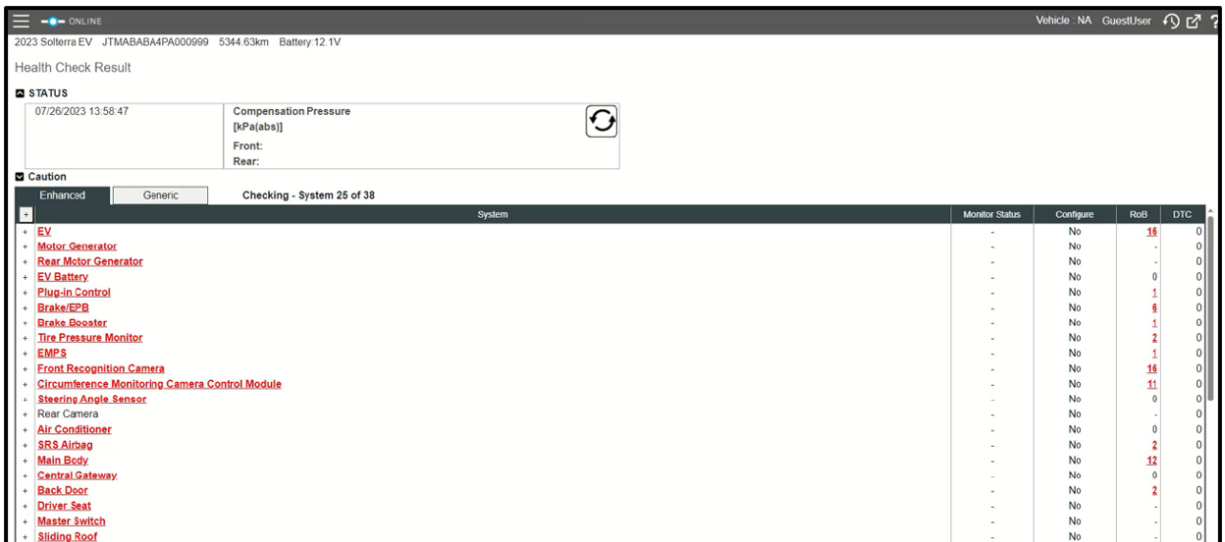 ONLINE Vehicle : NA GuestUser ?
2023 Solterra EV JTMABABA4PA000999 5344.63km Battery:12.1V
Health Check Result
STATUS
07/26/2023 13:58:47 Compensation Pressure
[kPa(abs)]
Front:
Rear:
Caution
Enhanced Generic Checking - System 25 of 38
+ System Monitor Status Configure RoB DTC
+ EV - No 16 0
+ Motor Generator - No - 0
+ Rear Motor Generator - No - 0
+ EV Battery - No 0 0
+ Plug-in Control - No 1 0
+ Brake/EPB - No 6 0
+ Brake Booster - No 1 0
+ Tire Pressure Monitor - No 2 0
+ EMPS - No 1 0
+ Front Recognition Camera - No 16 0
+ Circumference Monitoring Camera Control Module - No 11 0
+ Steering Angle Sensor - No 0 0
+ Rear Camera - No - 0
+ Air Conditioner - No 0 0
+ SRS Airbag - No 2 0
+ Main Body - No 12 0
+ Central Gateway - No 0 0
+ Back Door - No 2 0
+ Driver Seat - No - 0
+ Master Switch - No - 0
+ Sliding Roof - No - 0